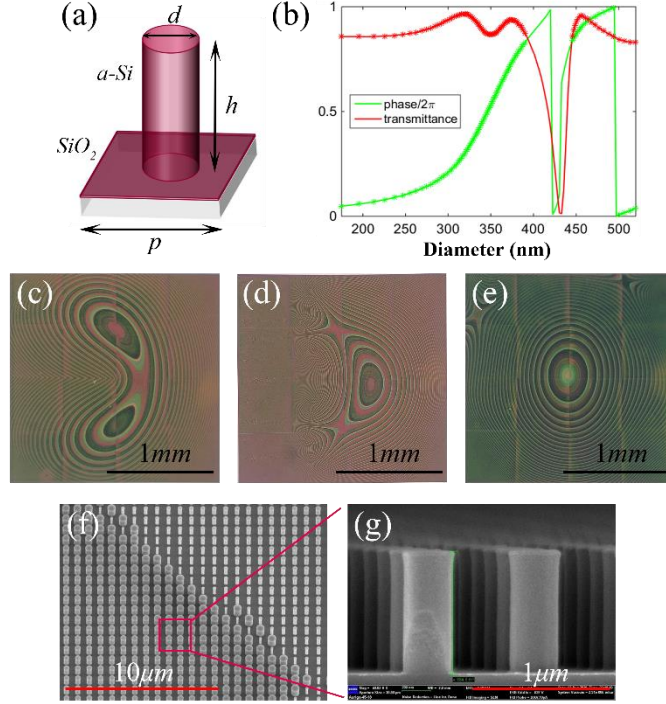 (a)
d
a-Si
h
SiO2
p
(b)
1
0.5
0
phase/2π
transmittance
200 250 300 350 400 450 500
Diameter (nm)
(c)
1mm
(d)
1mm
(e)
1mm
(f)
10μm
(g)
1μm